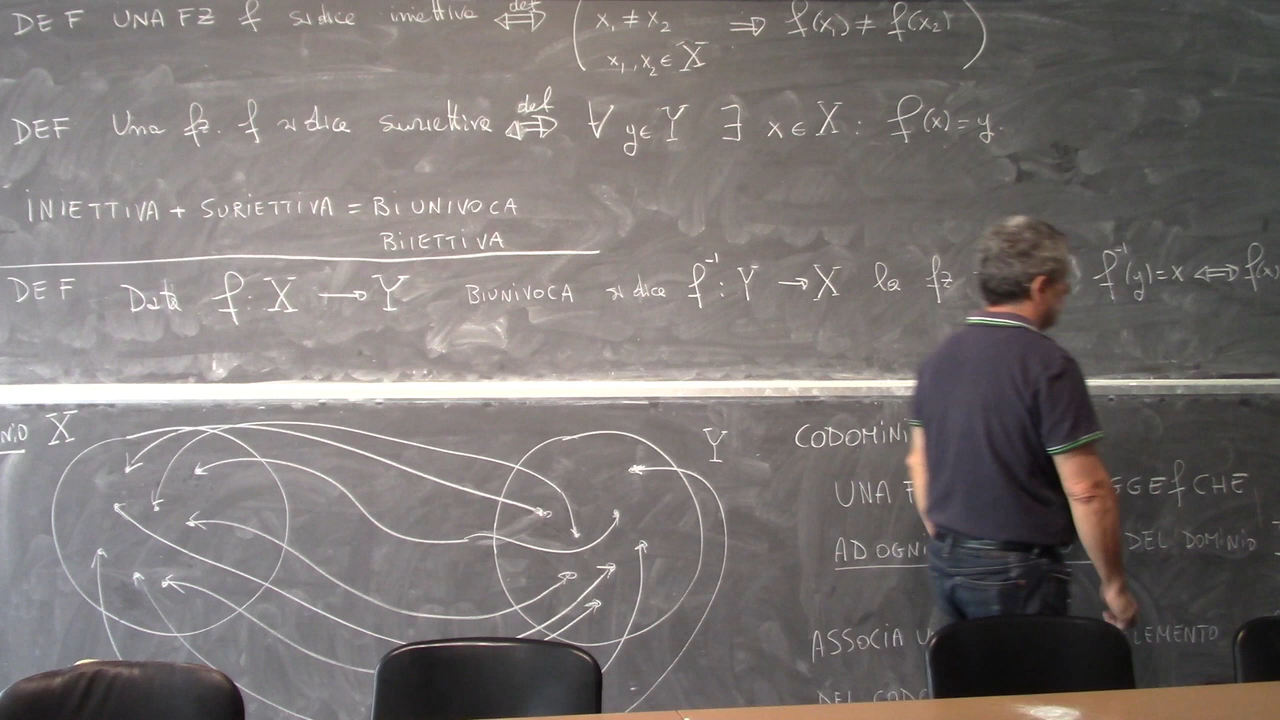 DEF UNA FZ f si dice iniettiva ⇔def ( x₁ ≠ x₂ ⇒ f(x₁) ≠ f(x₂)
x₁, x₂ ∈ X )
DEF Una fz. f si dice suriettiva ⇔def ∀ y∈Y ∃ x∈X : f(x)=y.
INIETTIVA + SURIETTIVA = BIUNIVOCA
BIIETTIVA
DEF Data f: X → Y BIUNIVOCA si dice f⁻¹: Y → X la fz f⁻¹(y)=x ⇔ f(x)
X
Y
CODOMINI
UNA F GGE f CHE
AD OGNI DEL DOMINIO
ASSOCIA U LEMENTO
DEL COD